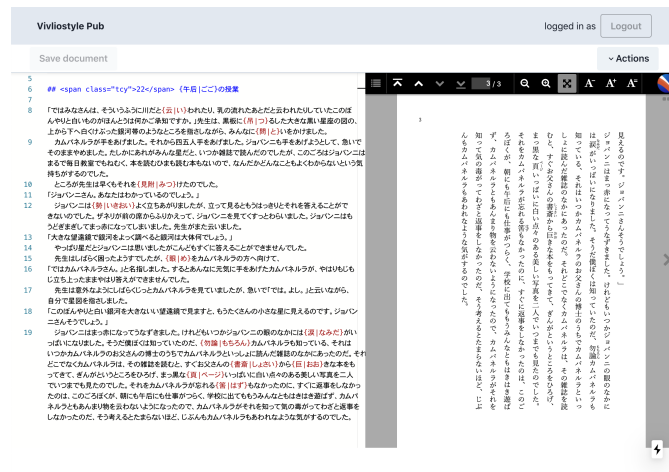 Vivliostyle Pub
logged in as
Logout
Save document
Actions
5
6 ## <span class="tcy">22</span> {午后|ごご}の授業
7
8 「ではみなさんは、そういうふうに川だと{云|い}われたり、乳の流れたあとだと云われたりしていたこのぼ
んやりと白いものがほんとうは何かご承知ですか。」先生は、黒板に{吊|つ}るした大きな黒い星座の図の、
上から下へ白くけぶった銀河帯のようなところを指しながら、みんなに{問|と}いをかけました。
9 カムパネルラが手をあげました。それから四五人手をあげました。ジョバンニも手をあげようとして、急いで
そのままやめました。たしかにあれがみんな星だと、いつか雑誌で読んだのでしたが、このごろはジョバンニは
まるで毎日教室でもねむく、本を読むひまも読む本もないので、なんだかどんなこともよくわからないという気
持ちがするのでした。
10 ところが先生は早くもそれを{見附|みつ}けたのでした。
11 「ジョバンニさん。あなたはわかっているのでしょう。」
12 ジョバンニは{勢|いきおい}よく立ちあがりましたが、立って見るともうはっきりとそれを答えることがで
きないのでした。ザネリが前の席からふりかえって、ジョバンニを見てくすっとわらいました。ジョバンニはも
うどぎまぎしてまっ赤になってしまいました。先生がまた云いました。
13 「大きな望遠鏡で銀河をよっく調べると銀河は大体何でしょう。」
14 やっぱり星だとジョバンニは思いましたがこんどもすぐに答えることができませんでした。
15 先生はしばらく困ったようすでしたが、{眼|め}をカムパネルラの方へ向けて、
16 「ではカムパネルラさん。」と名指しました。するとあんなに元気に手をあげたカムパネルラが、やはりもじも
じ立ち上ったままやはり答えができませんでした。
17 先生は意外なようにしばらくじっとカムパネルラを見ていましたが、急いで「では。よし。」と云いながら、
自分で星図を指しました。
18 「このぼんやりと白い銀河を大きないい望遠鏡で見ますと、もうたくさんの小さな星に見えるのです。ジョバン
ニさんそうでしょう。」
19 ジョバンニはまっ赤になってうなずきました。けれどもいつかジョバンニの眼のなかには{涙|なみだ}がい
っぱいになりました。そうだ僕は知っていたのだ、{勿論|もちろん}カムパネルラも知っている、それは
いつかカムパネルラのお父さんの博士のうちでカムパネルラといっしょに読んだ雑誌のなかにあったのだ。それ
どこでなくカムパネルラは、その雑誌を読むと、すぐお父さんの{書斎|しょさい}から{巨|おお}きな本をも
ってきて、ぎんがというところをひろげ、まっ黒な{頁|ページ}いっぱいに白い点々のある美しい写真を二人
でいつまでも見たのでした。それをカムパネルラが忘れる{筈|はず}もなかったのに、すぐに返事をしなかっ
たのは、このごろぼくが、朝にも午后にも仕事がつらく、学校に出てももうみんなともはきはき遊ばず、カムパ
ネルラともあんまり物を云わないようになったので、カムパネルラがそれを知って気の毒がってわざと返事を
しなかったのだ、そう考えるとたまらないほど、じぶんもカムパネルラもあわれなような気がするのでした。
3 / 3
A A A
3
見えるのです。ジョバンニさんそうでしょう。」
ジョバンニはまっ赤になってうなずきました。けれどもいつかジョバンニの眼のなかに
は涙がいっぱいになりました。そうだ僕は知っていたのだ、勿論カムパネルラも
知っている、それはいつかカムパネルラのお父さんの博士のうちでカムパネルラといっ
しょに読んだ雑誌のなかにあったのだ。それどこでなくカムパネルラは、その雑誌を読
むと、すぐお父さんの書斎から巨きな本をもってきて、ぎんがというところをひろげ、
まっ黒な頁いっぱいに白い点々のある美しい写真を二人でいつまでも見たのでした。
それをカムパネルラが忘れる筈もなかったのに、すぐに返事をしなかったのは、このご
ろぼくが、朝にも午后にも仕事がつらく、学校に出てももうみんなともはきはき遊ば
ず、カムパネルラともあんまり物を云わないようになったので、カムパネルラがそれを
知って気の毒がってわざと返事をしなかったのだ、そう考えるとたまらないほど、じぶ
んもカムパネルラもあわれなような気がするのでした。